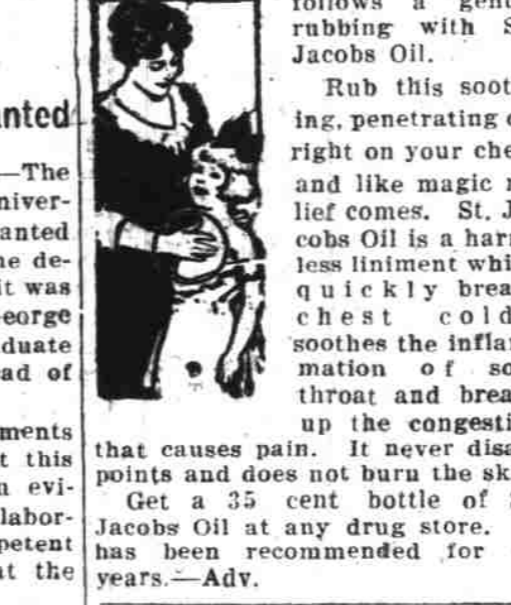 anted
—The
niver-
anted
he de-
it was
eorge
duate
ad of
ments
t this
n evi-
labor-
petent
at the
follows a gent
rubbing with S
Jacobs Oil.
Rub this soot
ing, penetrating o
right on your che
and like magic r
lief comes. St. J
cobs Oil is a harm
less liniment whi
quickly brea
chest cold
soothes the inflam
mation of so
throat and brea
up the congesti
that causes pain. It never disa
points and does not burn the sk
Get a 35 cent bottle of S
Jacobs Oil at any drug store.
has been recommended for
years.—Adv.